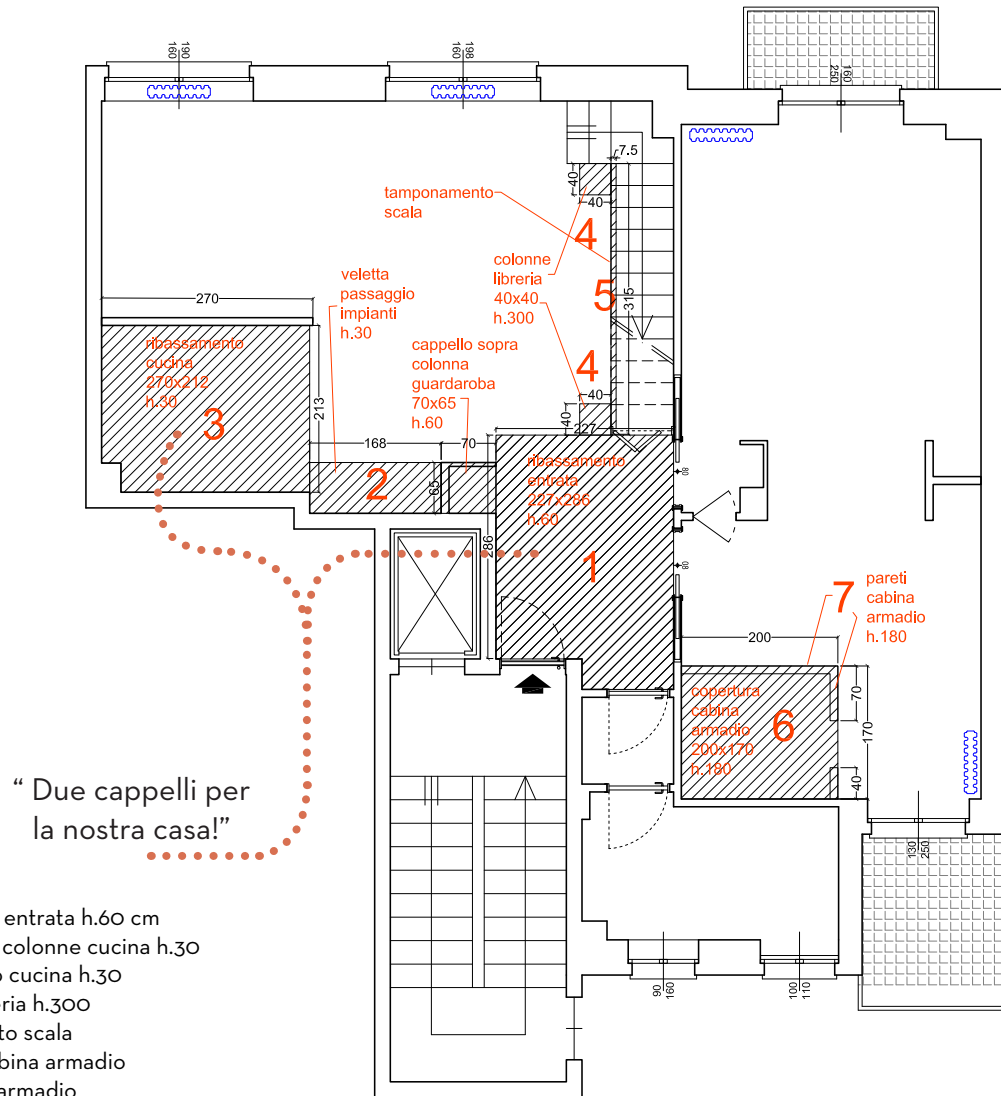 160
190
160
198
250
160
7.5
40
40
tamponamento
scala
4
colonne
libreria
40x40
h.300
5
315
veletta
passaggio
impianti
h.30
270
cappello sopra
colonna
guardaroba
70x65
h.60
4
40
40
ribassamento
cucina
270x212
h.30
3
213
168
70
227
2
65
ribassamento
entrata
227x286
h.60
286
1
80
80
7
pareti
cabina
armadio
h.180
200
copertura
cabina
armadio
200x170
h.180
6
70
170
40
“ Due cappelli per
la nostra casa!”
130
250
entrata h.60 cm
colonne cucina h.30
o cucina h.30
ria h.300
to scala
bina armadio
armadio
90
160
100
110